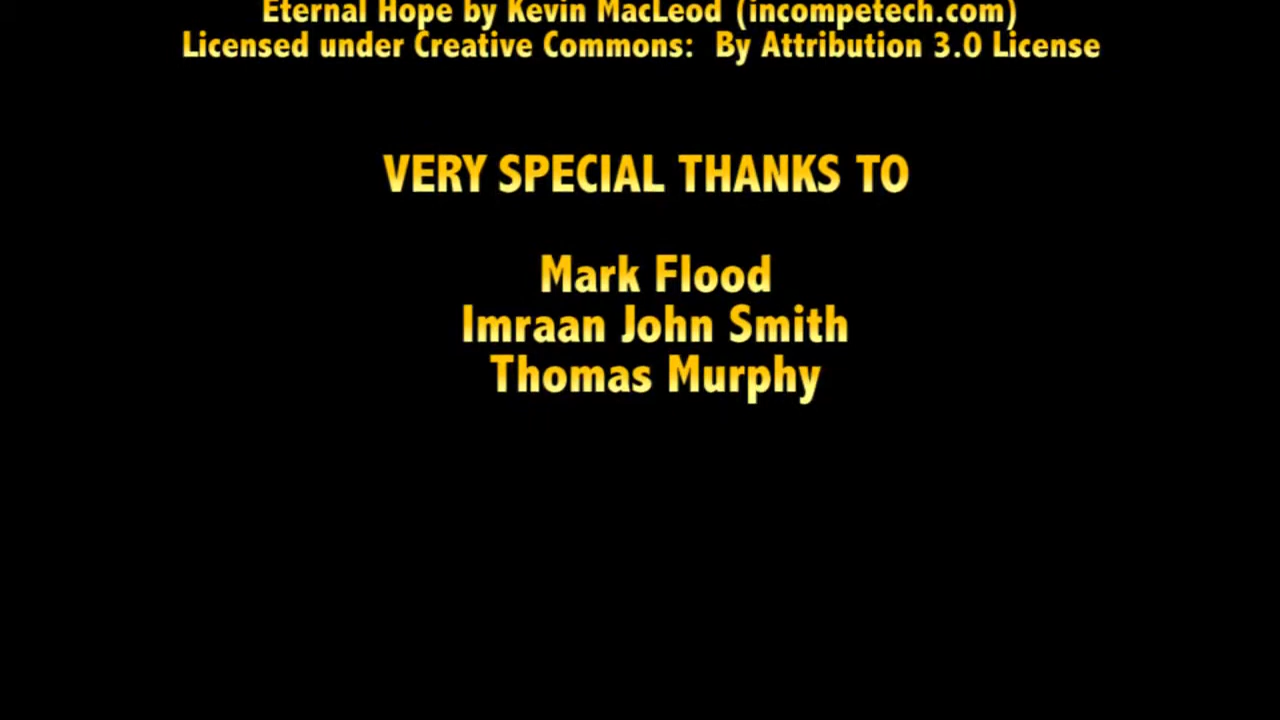 Eternal Hope by Kevin MacLeod (incompetech.com)
Licensed under Creative Commons:  By Attribution 3.0 License
VERY SPECIAL THANKS TO
Mark Flood
Imraan John Smith
Thomas Murphy